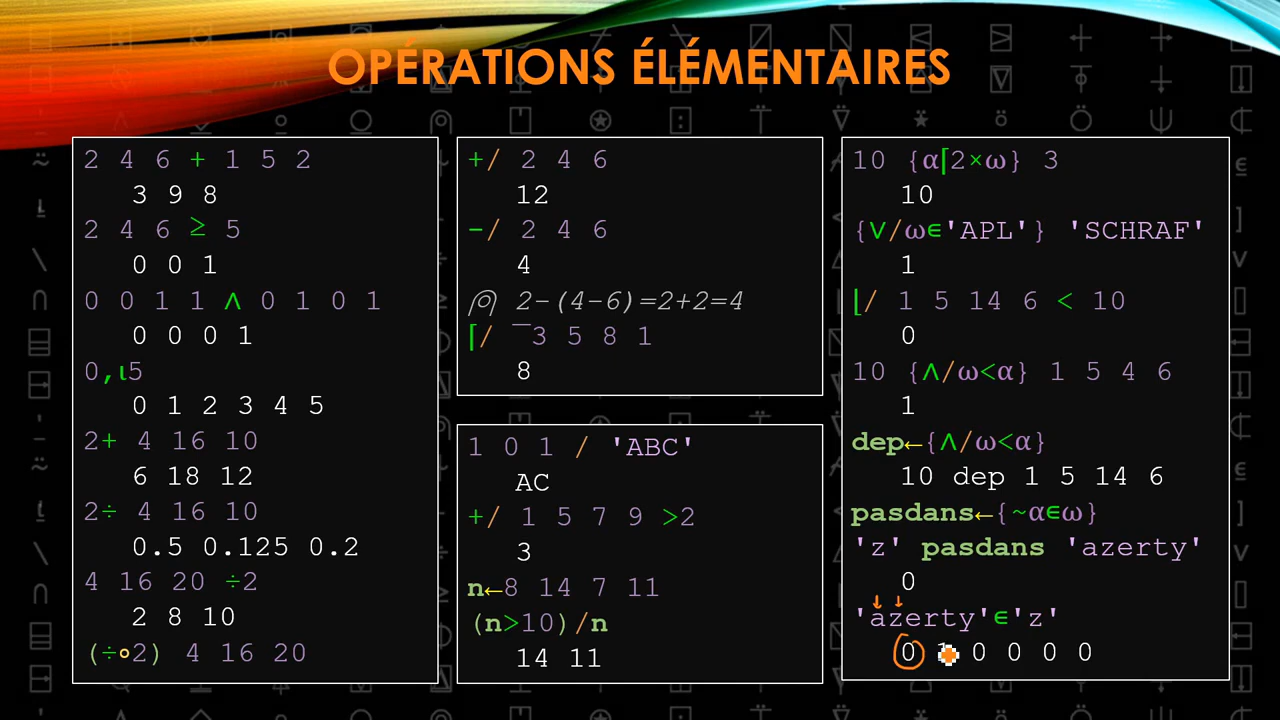 OPÉRATIONS ÉLÉMENTAIRES
2 4 6 + 1 5 2
3 9 8
2 4 6 ≥ 5
0 0 1
0 0 1 1 ∧ 0 1 0 1
0 0 0 1
0,⍳5
0 1 2 3 4 5
2+ 4 16 10
6 18 12
2÷ 4 16 10
0.5 0.125 0.2
4 16 20 ÷2
2 8 10
(÷∘2) 4 16 20
+/ 2 4 6
12
-/ 2 4 6
4
⍝ 2-(4-6)=2+2=4
⌈/ ¯3 5 8 1
8
1 0 1 / 'ABC'
AC
+/ 1 5 7 9 >2
3
n←8 14 7 11
(n>10)/n
14 11
10 {⍺⌈2×⍵} 3
10
{∨/⍵∊'APL'} 'SCHRAF'
1
⌊/ 1 5 14 6 < 10
0
10 {∧/⍵<⍺} 1 5 4 6
1
dep←{∧/⍵<⍺}
10 dep 1 5 14 6
pasdans←{~⍺∊⍵}
'z' pasdans 'azerty'
0
'azerty'∊'z'
0 1 0 0 0 0